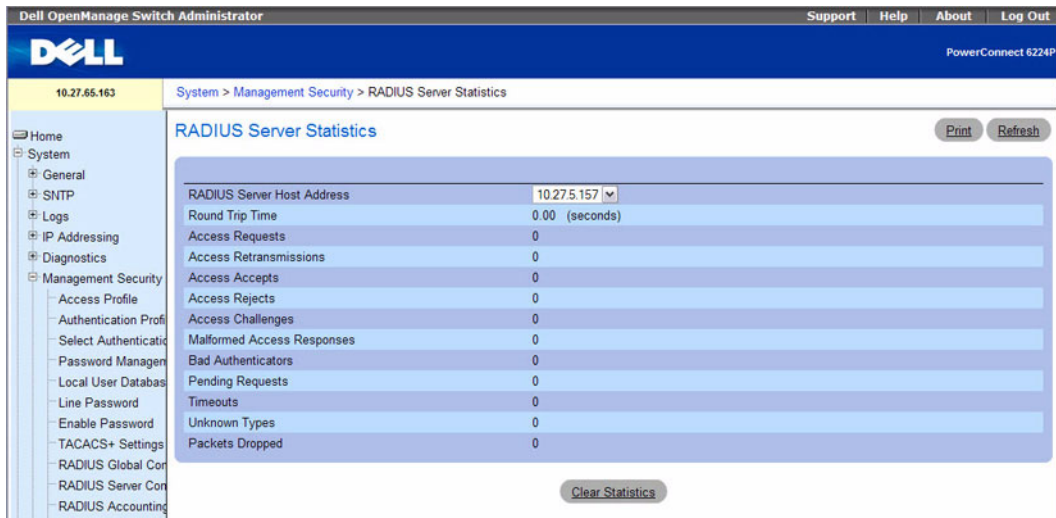 Dell OpenManage Switch Administrator
Support Help About Log Out
DELL
PowerConnect 6224P
10.27.65.163
System > Management Security > RADIUS Server Statistics
Home
System
General
SNTP
Logs
IP Addressing
Diagnostics
Management Security
Access Profile
Authentication Profi
Select Authenticatio
Password Managem
Local User Databas
Line Password
Enable Password
TACACS+ Settings
RADIUS Global Con
RADIUS Server Con
RADIUS Accounting
RADIUS Server Statistics
Print Refresh
RADIUS Server Host Address 10.27.5.157
Round Trip Time 0.00 (seconds)
Access Requests 0
Access Retransmissions 0
Access Accepts 0
Access Rejects 0
Access Challenges 0
Malformed Access Responses 0
Bad Authenticators 0
Pending Requests 0
Timeouts 0
Unknown Types 0
Packets Dropped 0
Clear Statistics